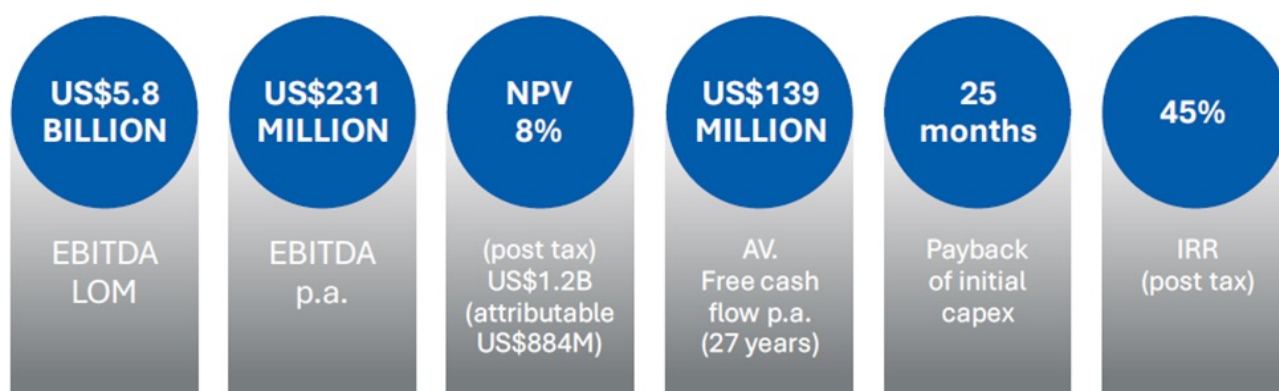 US$5.8
BILLION
EBITDA
LOM
US$231
MILLION
EBITDA
p.a.
NPV
8%
(post tax)
US$1.2B
(attributable
US$884M)
US$139
MILLION
AV.
Free cash
flow p.a.
(27 years)
25
months
Payback
of initial
capex
45%
IRR
(post tax)